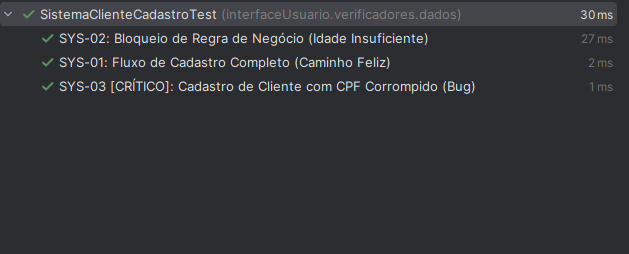 SistemaClienteCadastroTest (interfaceUsuario.verificadores.dados) 30 ms
SYS-02: Bloqueio de Regra de Negócio (Idade Insuficiente) 27 ms
SYS-01: Fluxo de Cadastro Completo (Caminho Feliz) 2 ms
SYS-03 [CRÍTICO]: Cadastro de Cliente com CPF Corrompido (Bug) 1 ms